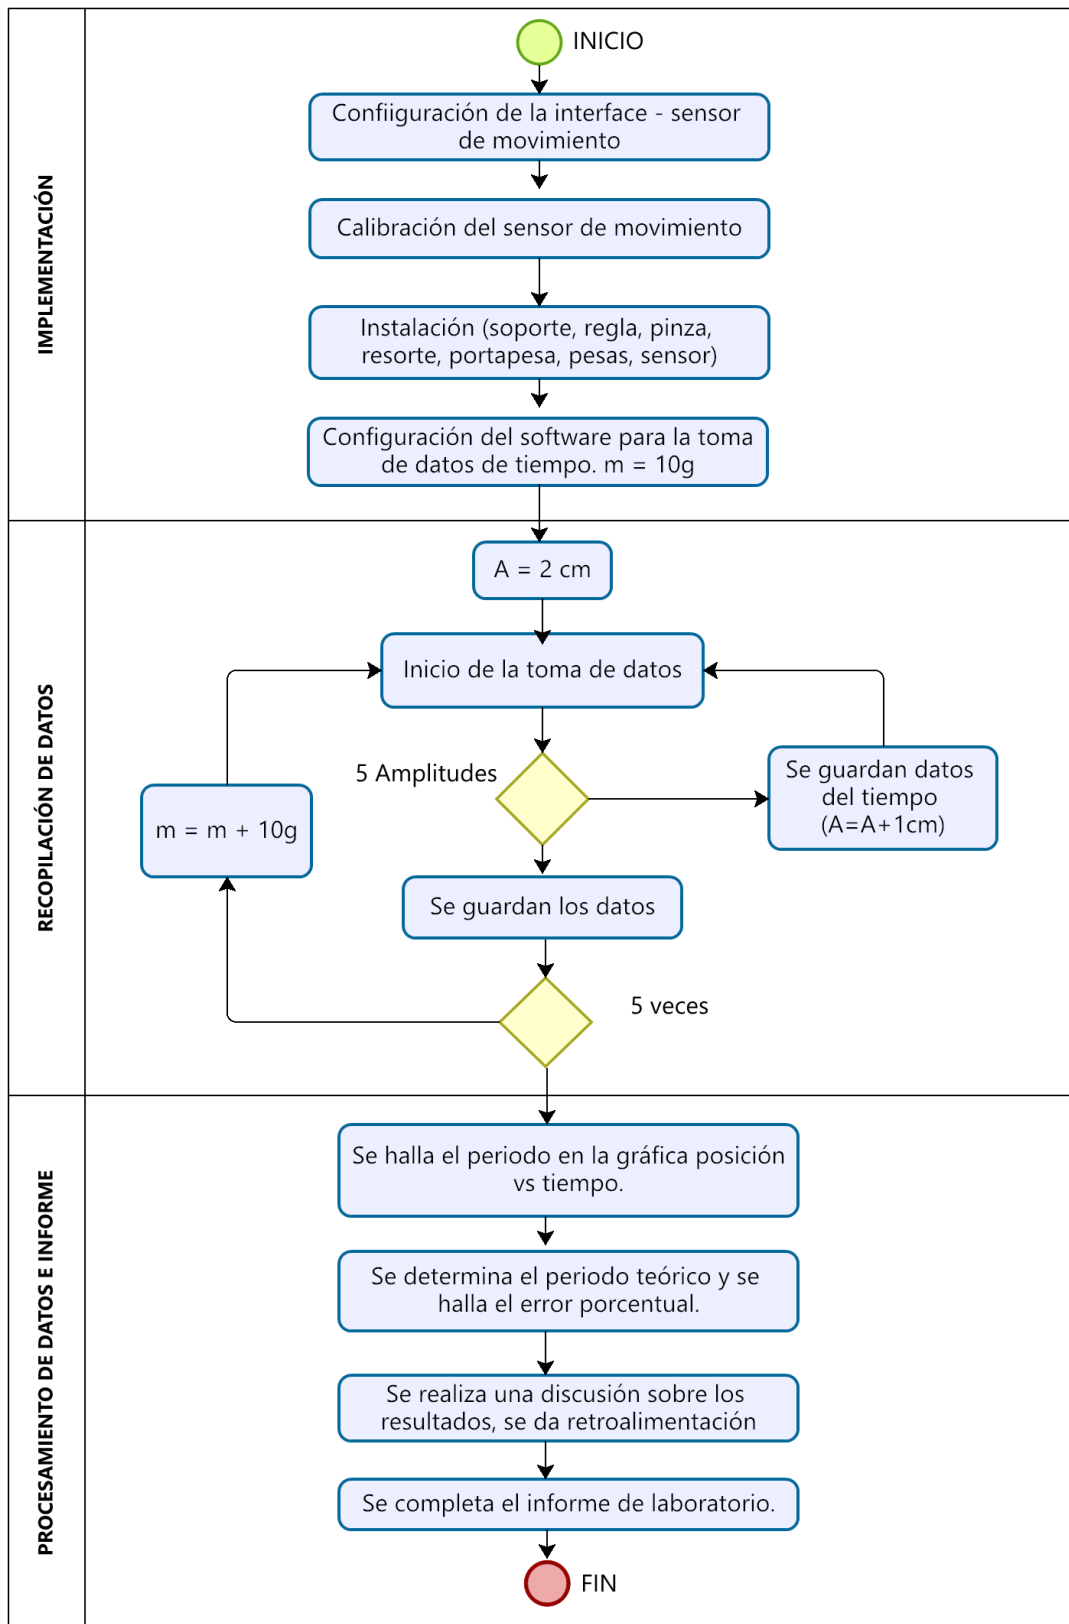 INICIO
IMPLEMENTACIÓN
Confiiguración de la interface - sensor
de movimiento
Calibración del sensor de movimiento
Instalación (soporte, regla, pinza,
resorte, portapesa, pesas, sensor)
Configuración del software para la toma
de datos de tiempo. m = 10g
RECOPILACIÓN DE DATOS
A = 2 cm
Inicio de la toma de datos
5 Amplitudes
Se guardan datos
del tiempo
(A=A+1cm)
m = m + 10g
Se guardan los datos
5 veces
PROCESAMIENTO DE DATOS E INFORME
Se halla el periodo en la gráfica posición
vs tiempo.
Se determina el periodo teórico y se
halla el error porcentual.
Se realiza una discusión sobre los
resultados, se da retroalimentación
Se completa el informe de laboratorio.
FIN